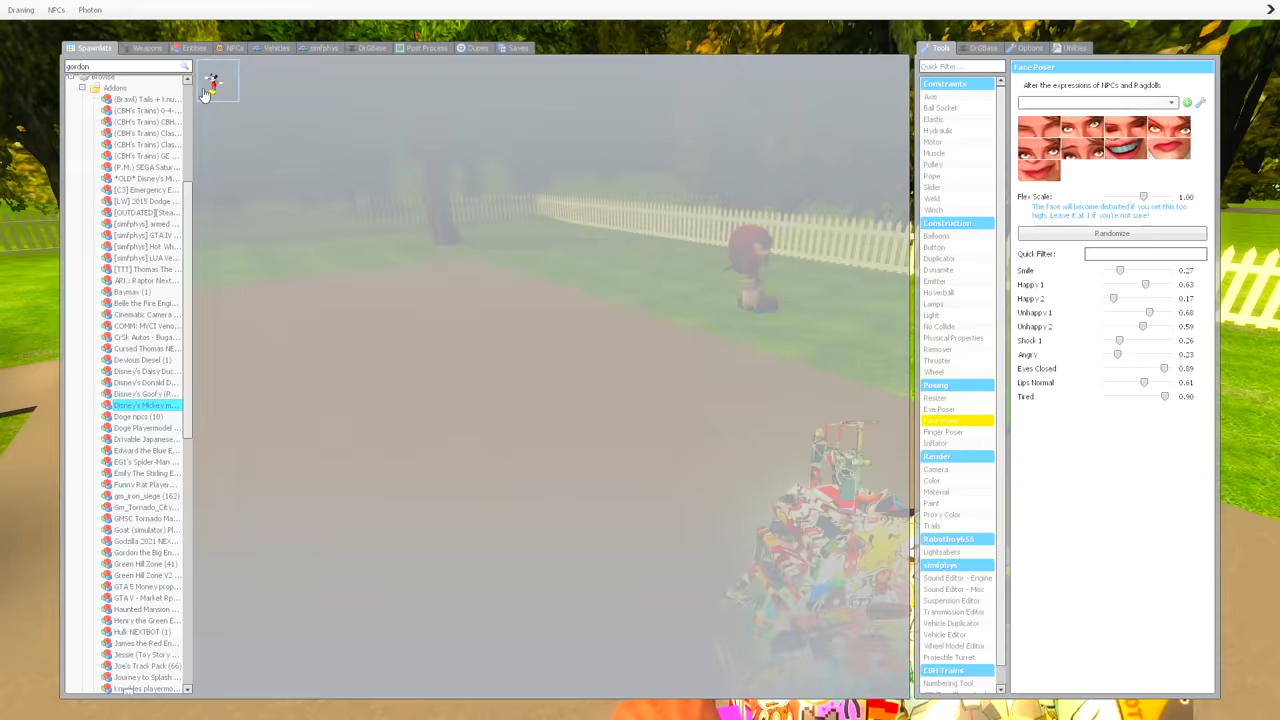 Drawing NPCs Photon
Spawnlists Weapons Entities NPCs Vehicles simfphys DrGBase Post Process Dupes Saves
gordon
Browse
Addons
(Brawl) Tails + Knu...
(CBH's Trains) 0-4-...
(CBH's Trains) CBH...
(CBH's Trains) Clas...
(CBH's Trains) Clas...
(CBH's Trains) GE ...
(P.M.) SEGA Satur...
*OLD* Disney's Mi...
[C3] Emergency E...
[LW] 2015 Dodge ...
[OUTDATED][Stea...
[simfphys] armed ...
[simfphys] GTA IV ...
[simfphys] Hot Wh...
[simfphys] LUA Ve...
[TTT] Thomas The ...
ARK: Raptor Next...
Baymax (1)
Belle the Fire Engi...
Cinematic Camera ...
COMM: MVCI Veno...
CrSk Autos - Buga...
Cursed Thomas NE...
Devious Diesel (1)
Disney's Daisy Duc...
Disney's Donald D...
Disney's Goofy (P...
Disney's Mickey m...
Doge npcs (10)
Doge Playermodel ...
Drivable Japanese...
Edward the Blue E...
EG1's Spider-Man ...
Emily The Stirling E...
Funny Rat Player...
gm_iron_siege (162)
Gm_Tornado_City...
GMSC Tornado Ma...
Goat (simulator) Pl...
Godzilla 2021 NEX...
Gordon the Big En...
Green Hill Zone (41)
Green Hill Zone V2 ...
GTA 5 Money prop...
GTA V - Market Rp...
Haunted Mansion ...
Henry the Green E...
Hulk NEXTBOT (1)
James the Red En...
Jessie (Toy Story ...
Joe's Track Pack (66)
Journey to Splash ...
Knuckles playermo...
Tools DrGBase Options Utilities
Quick Filter...
Constraints
Axis
Ball Socket
Elastic
Hydraulic
Motor
Muscle
Pulley
Rope
Slider
Weld
Winch
Construction
Balloons
Button
Duplicator
Dynamite
Emitter
Hoverball
Lamps
Light
No Collide
Physical Properties
Remover
Thruster
Wheel
Posing
Resizer
Eye Poser
Face Poser
Finger Poser
Inflator
Render
Camera
Color
Material
Paint
Proxy Color
Trails
Robotboy655
Lightsabers
simfphys
Sound Editor - Engine
Sound Editor - Misc
Suspension Editor
Transmission Editor
Vehicle Duplicator
Vehicle Editor
Wheel Model Editor
Projectile Turret
CBH Trains
Numbering Tool
Face Poser
Alter the expressions of NPCs and Ragdolls
Flex Scale: 1.00
The face will become distorted if you set this too
high. Leave it at 1 if you're not sure!
Randomize
Quick Filter:
Smile 0.27
Happy 1 0.63
Happy 2 0.17
Unhappy 1 0.68
Unhappy 2 0.59
Shock 1 0.26
Angry 0.23
Eyes Closed 0.89
Lips Normal 0.61
Tired 0.90